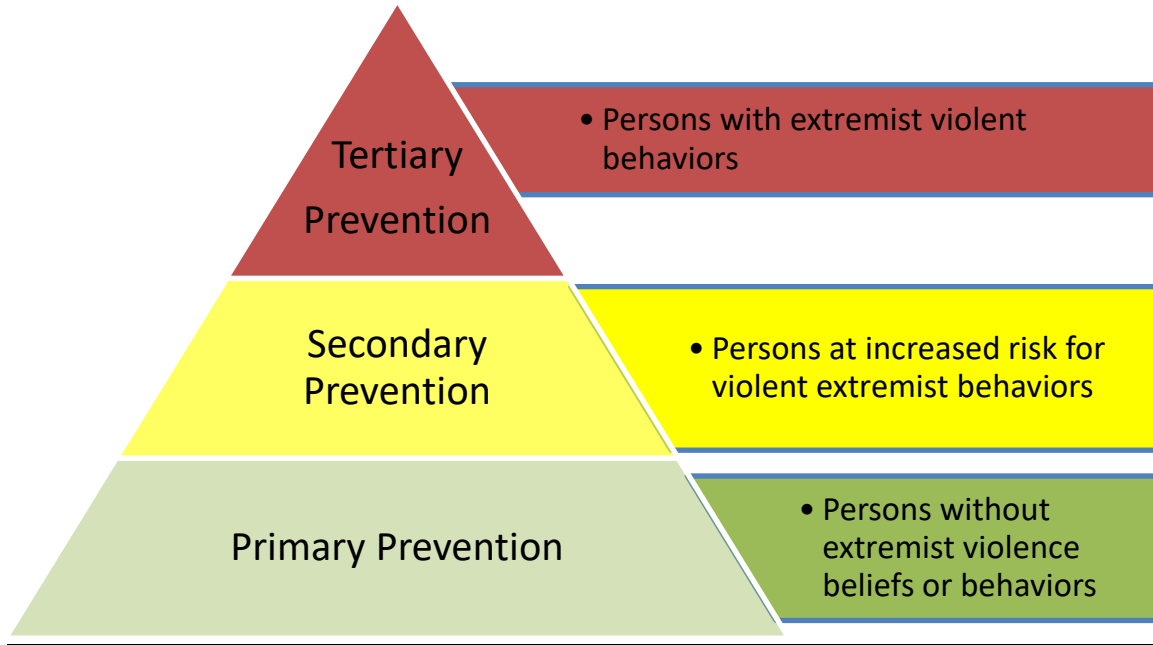 Tertiary
Prevention
• Persons with extremist violent
behaviors
Secondary
Prevention
• Persons at increased risk for
violent extremist behaviors
Primary Prevention
• Persons without
extremist violence
beliefs or behaviors